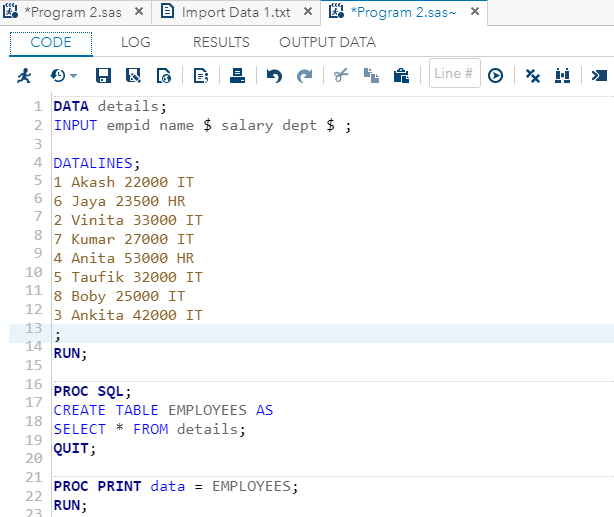 *Program 2.sas × Import Data 1.txt × *Program 2.sas~ ×
CODE LOG RESULTS OUTPUT DATA
Line #
1 DATA details;
2 INPUT empid name $ salary dept $ ;
3
4 DATALINES;
5 1 Akash 22000 IT
6 6 Jaya 23500 HR
7 2 Vinita 33000 IT
8 7 Kumar 27000 IT
9 4 Anita 53000 HR
10 5 Taufik 32000 IT
11 8 Boby 25000 IT
12 3 Ankita 42000 IT
13 ;
14 RUN;
15
16 PROC SQL;
17 CREATE TABLE EMPLOYEES AS
18 SELECT * FROM details;
19 QUIT;
20
21 PROC PRINT data = EMPLOYEES;
22 RUN;
23